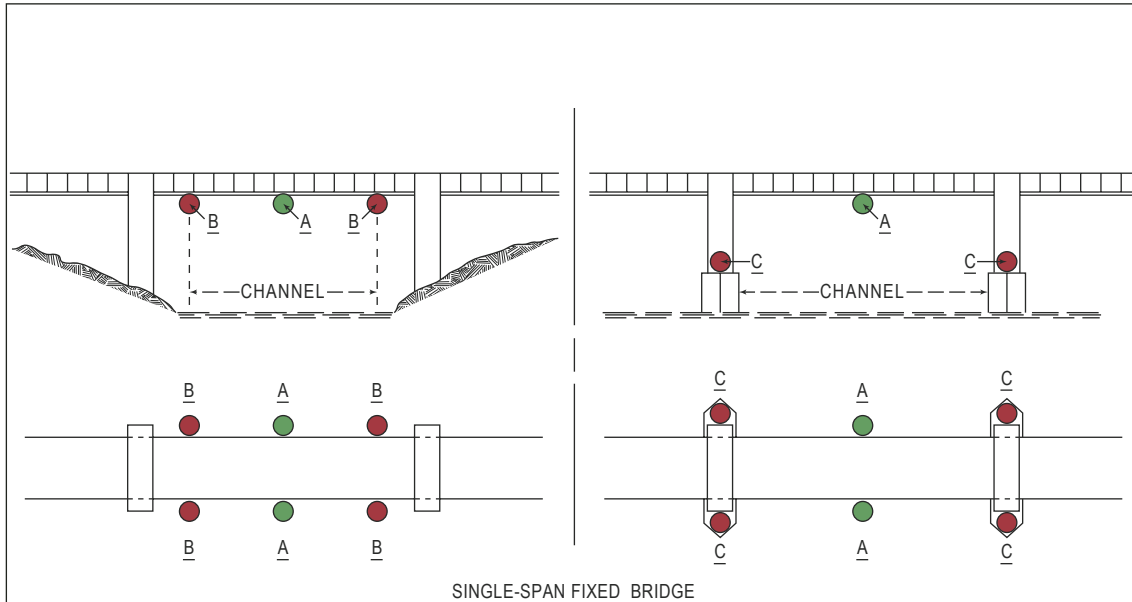 B A B
A
C C
CHANNEL
CHANNEL
B A B
C A C
B A B
C A C
SINGLE-SPAN FIXED BRIDGE